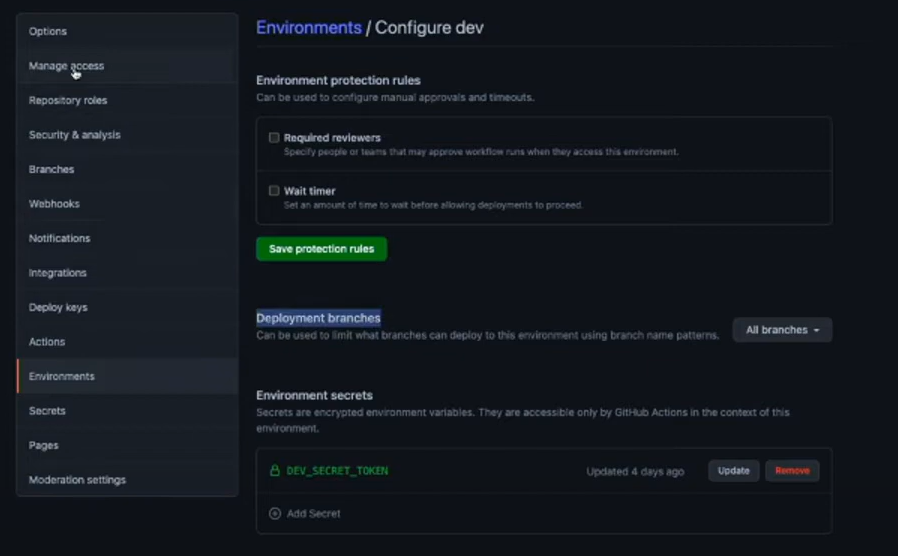 Options
Manage access
Repository roles
Security & analysis
Branches
Webhooks
Notifications
Integrations
Deploy keys
Actions
Environments
Secrets
Pages
Moderation settings
Environments / Configure dev
Environment protection rules
Can be used to configure manual approvals and timeouts.
Required reviewers
Specify people or teams that may approve workflow runs when they access this environment.
Wait timer
Set an amount of time to wait before allowing deployments to proceed.
Save protection rules
Deployment branches
Can be used to limit what branches can deploy to this environment using branch name patterns.
All branches
Environment secrets
Secrets are encrypted environment variables. They are accessible only by GitHub Actions in the context of this
environment.
DEV_SECRET_TOKEN Updated 4 days ago Update Remove
Add Secret